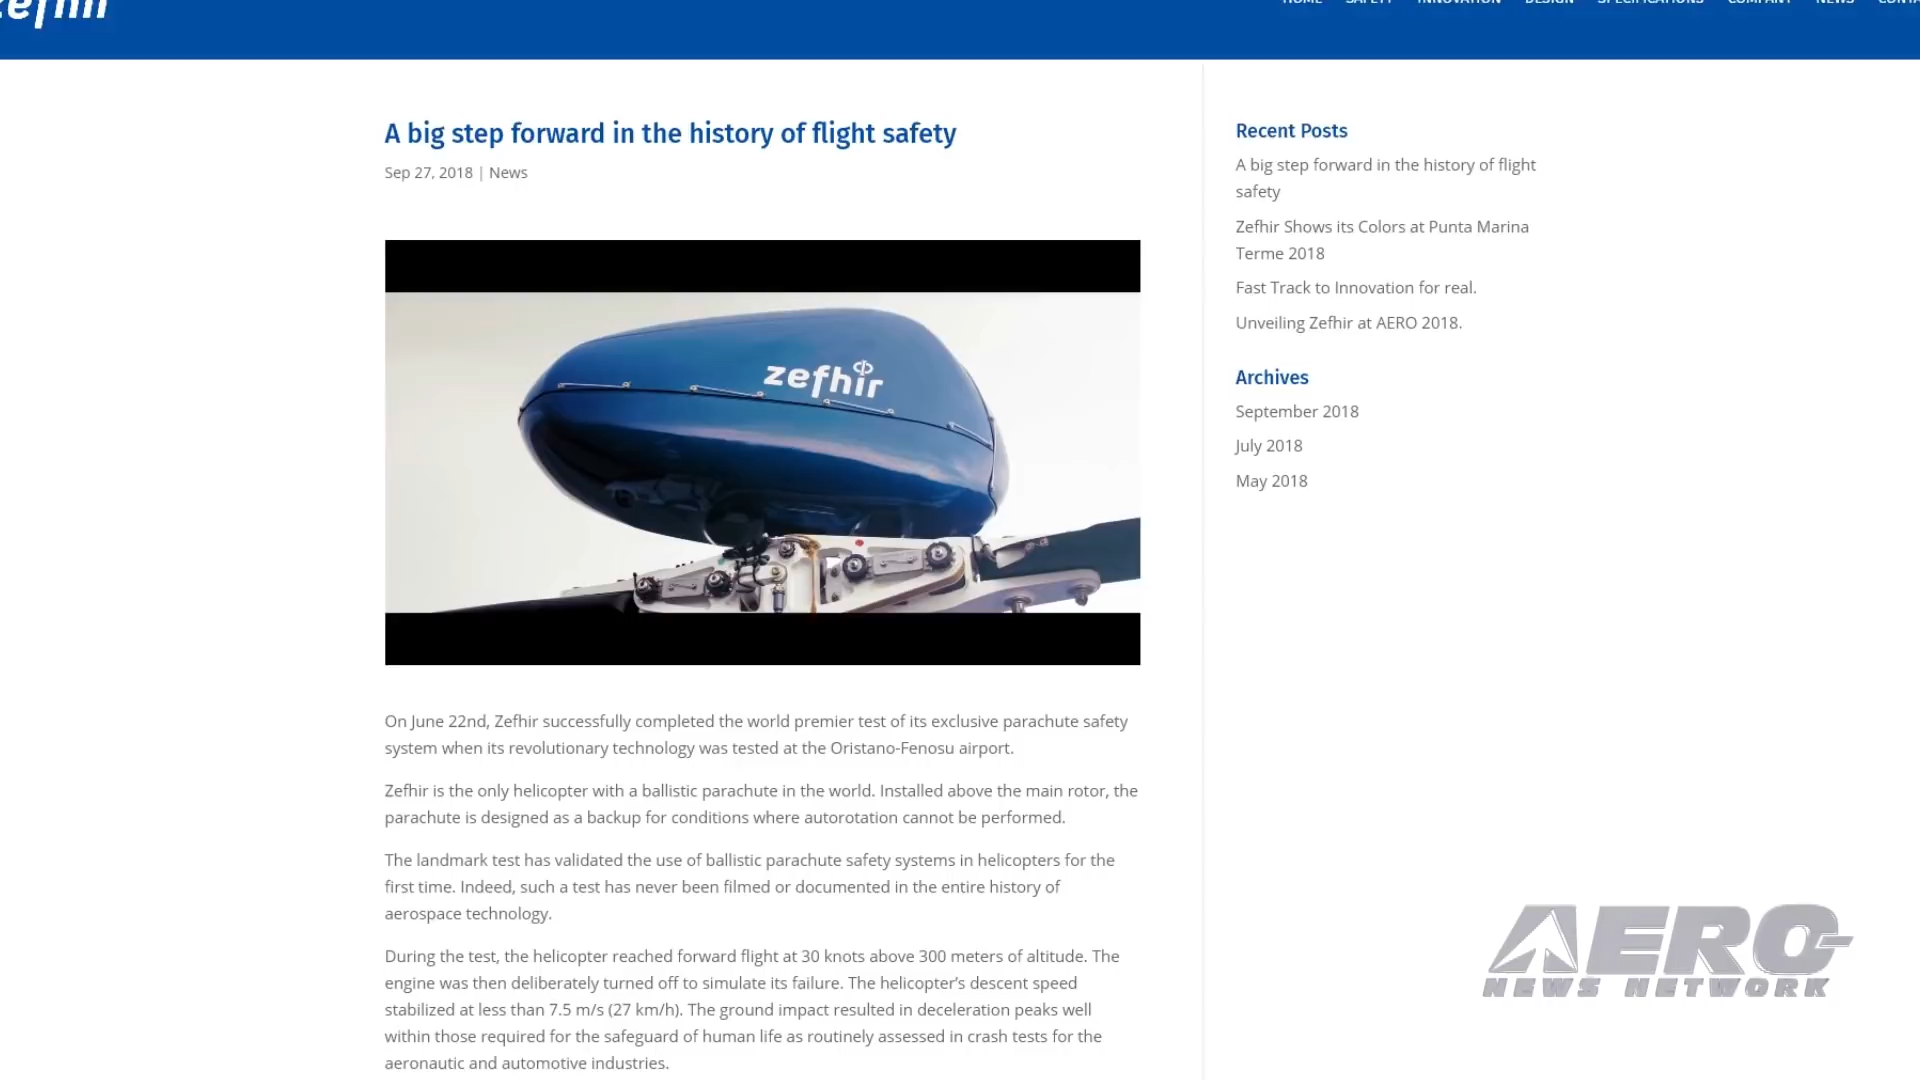 zefhir
HOME SAFETY INNOVATION DESIGN SPECIFICATIONS COMPANY NEWS
A big step forward in the history of flight safety
Sep 27, 2018 | News
zefhir
On June 22nd, Zefhir successfully completed the world premier test of its exclusive parachute safety
system when its revolutionary technology was tested at the Oristano-Fenosu airport.
Zefhir is the only helicopter with a ballistic parachute in the world. Installed above the main rotor, the
parachute is designed as a backup for conditions where autorotation cannot be performed.
The landmark test has validated the use of ballistic parachute safety systems in helicopters for the
first time. Indeed, such a test has never been filmed or documented in the entire history of
aerospace technology.
During the test, the helicopter reached forward flight at 30 knots above 300 meters of altitude. The
engine was then deliberately turned off to simulate its failure. The helicopter’s descent speed
stabilized at less than 7.5 m/s (27 km/h). The ground impact resulted in deceleration peaks well
within those required for the safeguard of human life as routinely assessed in crash tests for the
aeronautic and automotive industries.
Recent Posts
A big step forward in the history of flight
safety
Zefhir Shows its Colors at Punta Marina
Terme 2018
Fast Track to Innovation for real.
Unveiling Zefhir at AERO 2018.
Archives
September 2018
July 2018
May 2018
AERO-
NEWS NETWORK